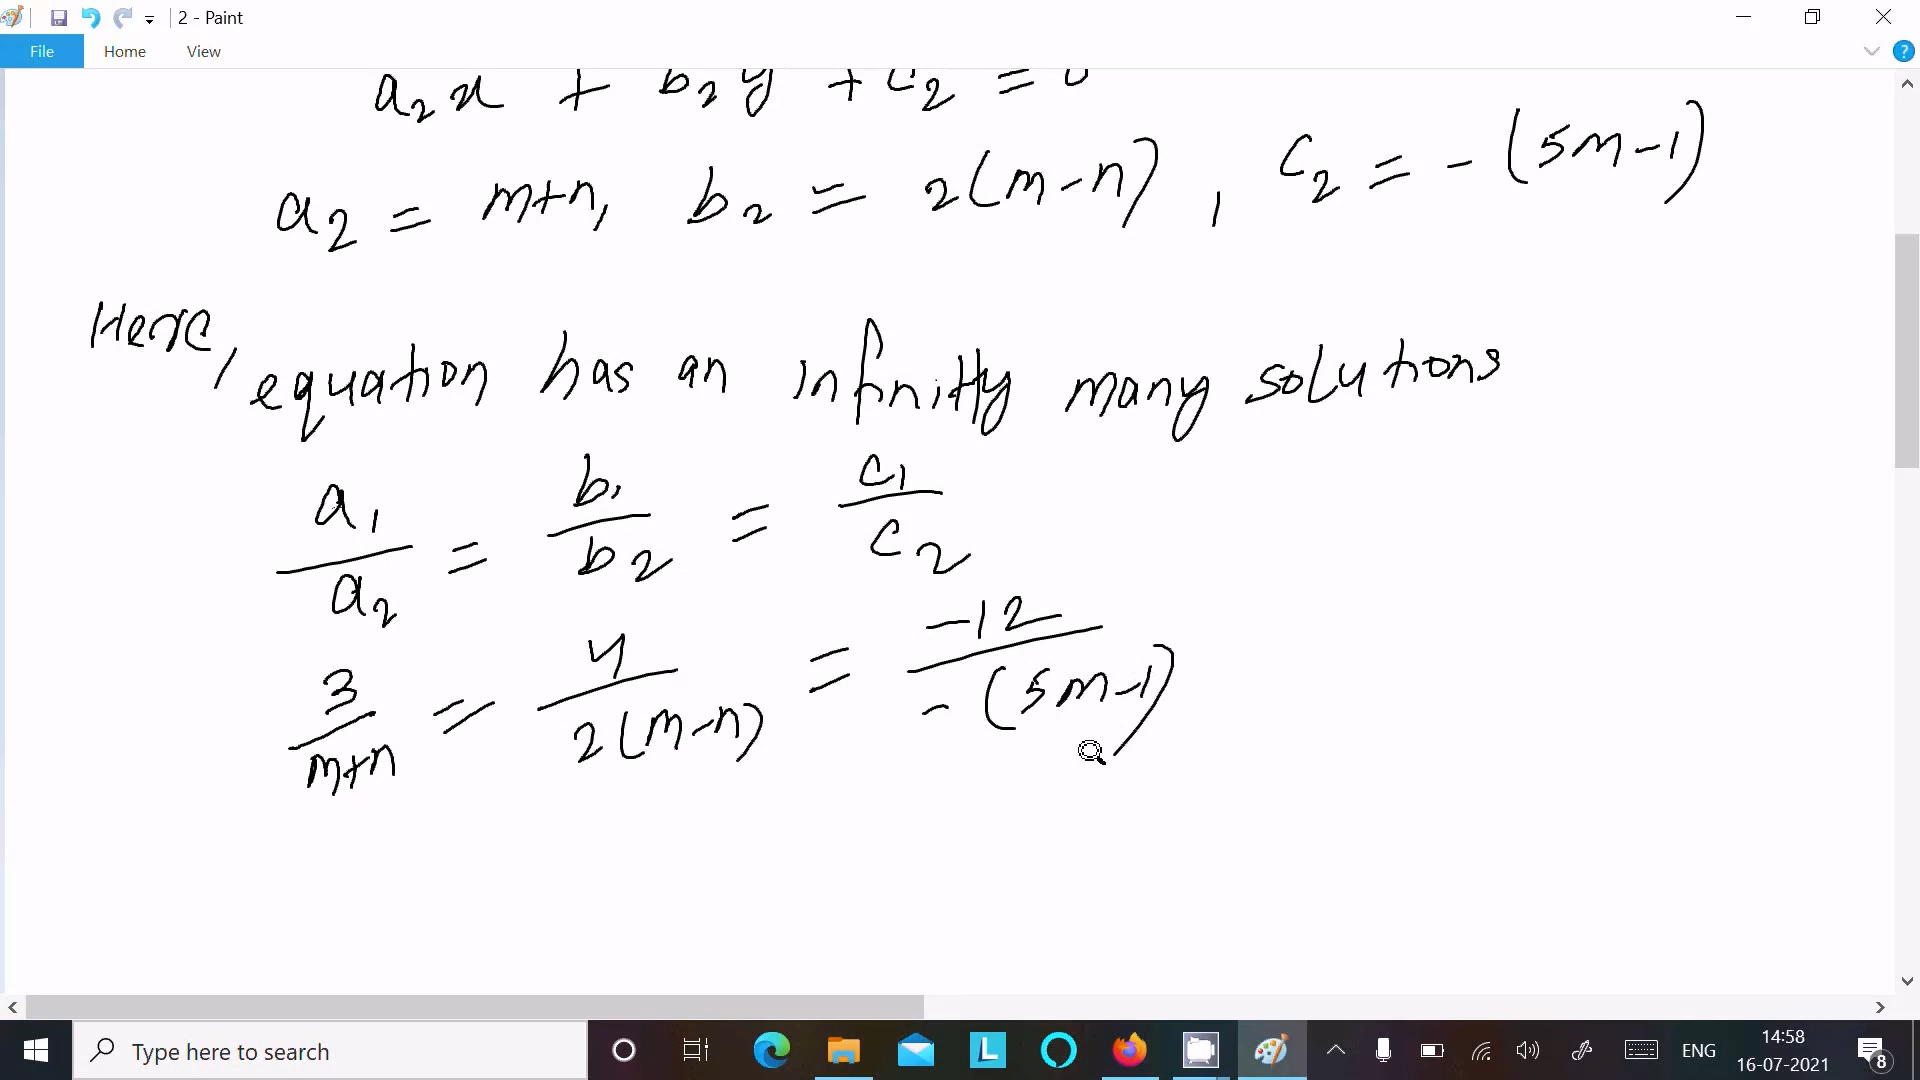 2 - Paint
File Home View
a2x + b2y + c2 = 0
a2 = m+n, b2 = 2(m-n), c2 = -(5m-1)
Here, equation has an infinitly many solutions
a1/a2 = b1/b2 = c1/c2
3/m+n = 4/2(m-n) = -12/-(5m-1)
Type here to search
L
ENG
14:58
16-07-2021
8